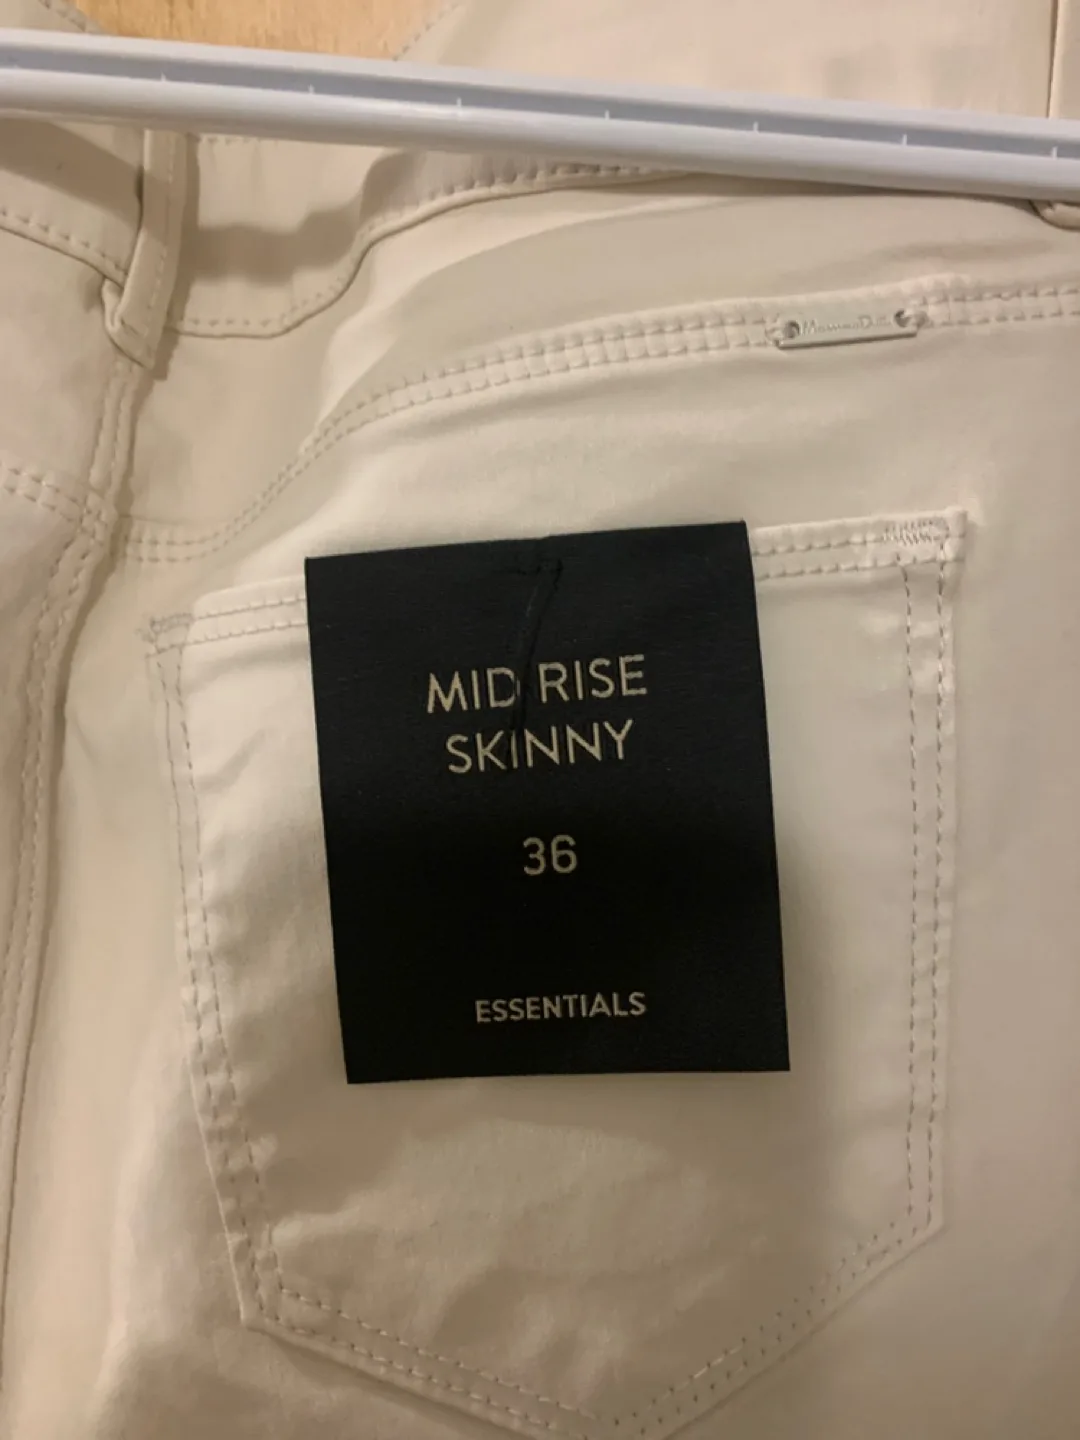 MID RISE
SKINNY
36
ESSENTIALS